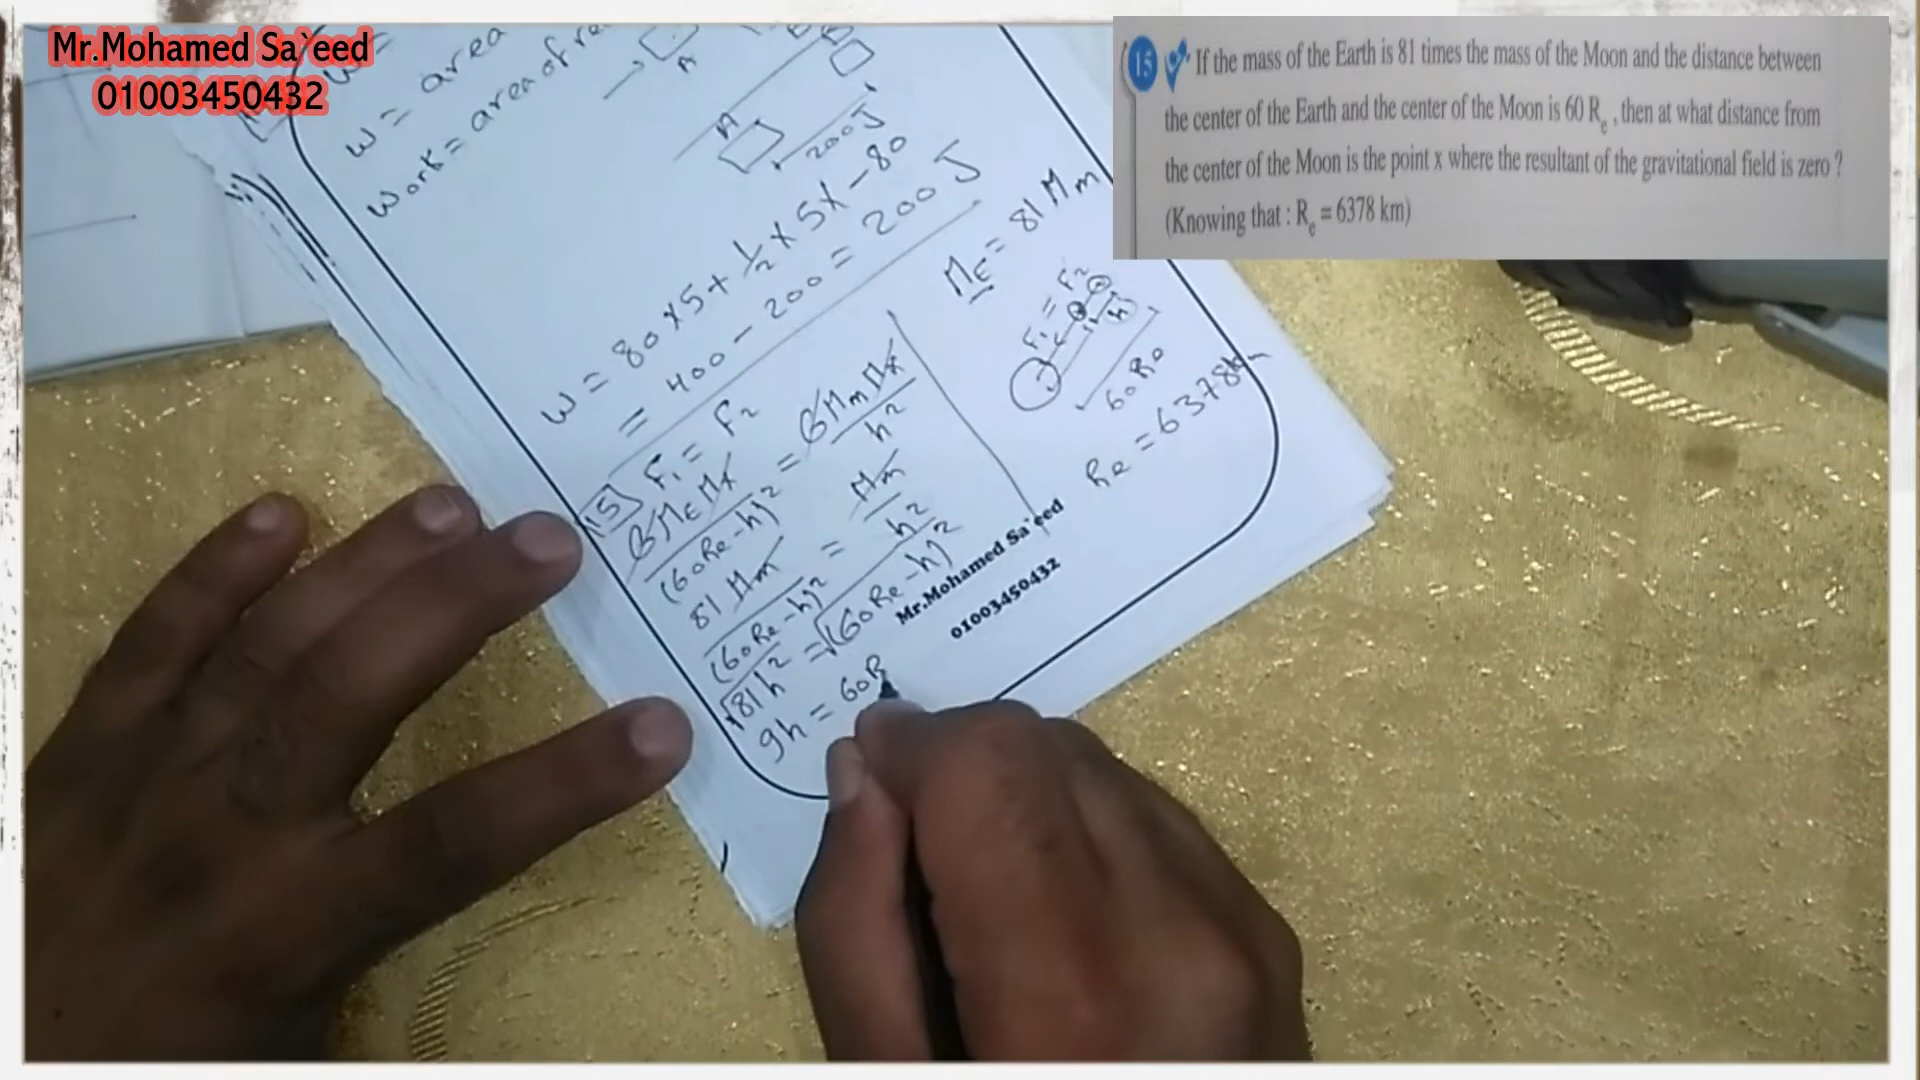 Mr.Mohamed Sa`eed
01003450432
15 If the mass of the Earth is 81 times the mass of the Moon and the distance between
the center of the Earth and the center of the Moon is 60 Re , then at what distance from
the center of the Moon is the point x where the resultant of the gravitational field is zero ?
(Knowing that : Re = 6378 km)
W =
W = area
Work = area of re
A
A
200J
W = 80 x 5 + ½ x 5 x - 80
= 400 - 200 = 200 J
15 F1 = F2
G ME Mx / (60Re-h)² = G Mm Mx / h²
81 Mm / (60Re-h)² = Mm / h²
√81h² = √(60Re-h)²
9h = 60R
ME = 81 Mm
F1 = F2
h
60Re
Re = 6378k
Mr.Mohamed Sa`eed
01003450432